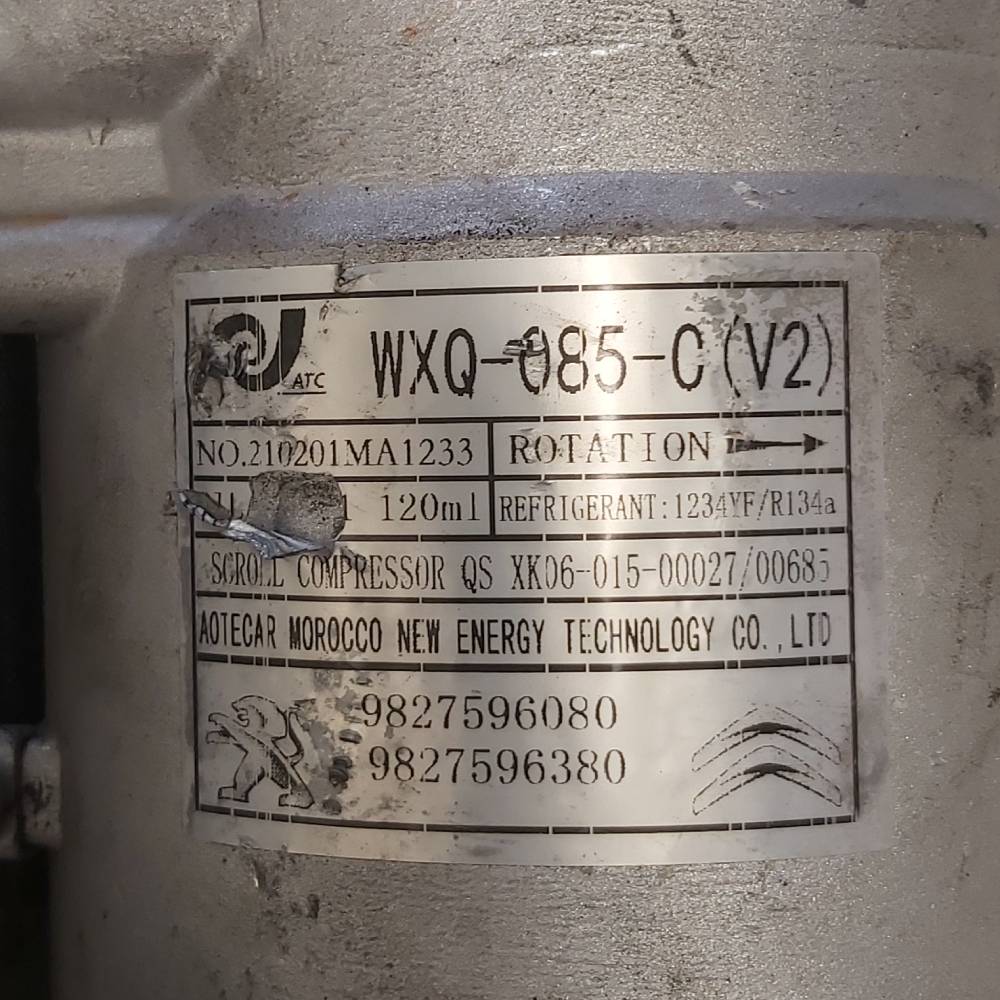 ATC
WXQ-085-C(V2)
NO.210201MA1233
ROTATION
120ml
REFRIGERANT:1234YF/R134a
SCROLL COMPRESSOR QS XK06-015-00027/00685
AOTECAR MOROCCO NEW ENERGY TECHNOLOGY CO.,LTD
9827596080
9827596380